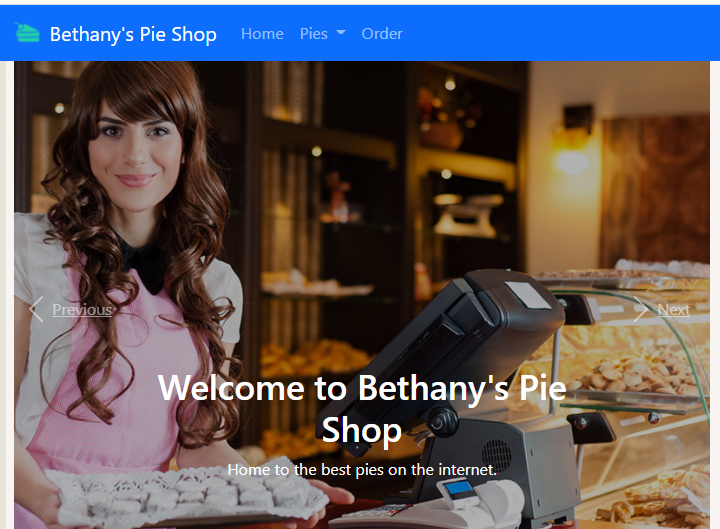 Bethany's Pie Shop Home Pies Order
Previous Next
Welcome to Bethany's Pie
Shop
Home to the best pies on the internet.